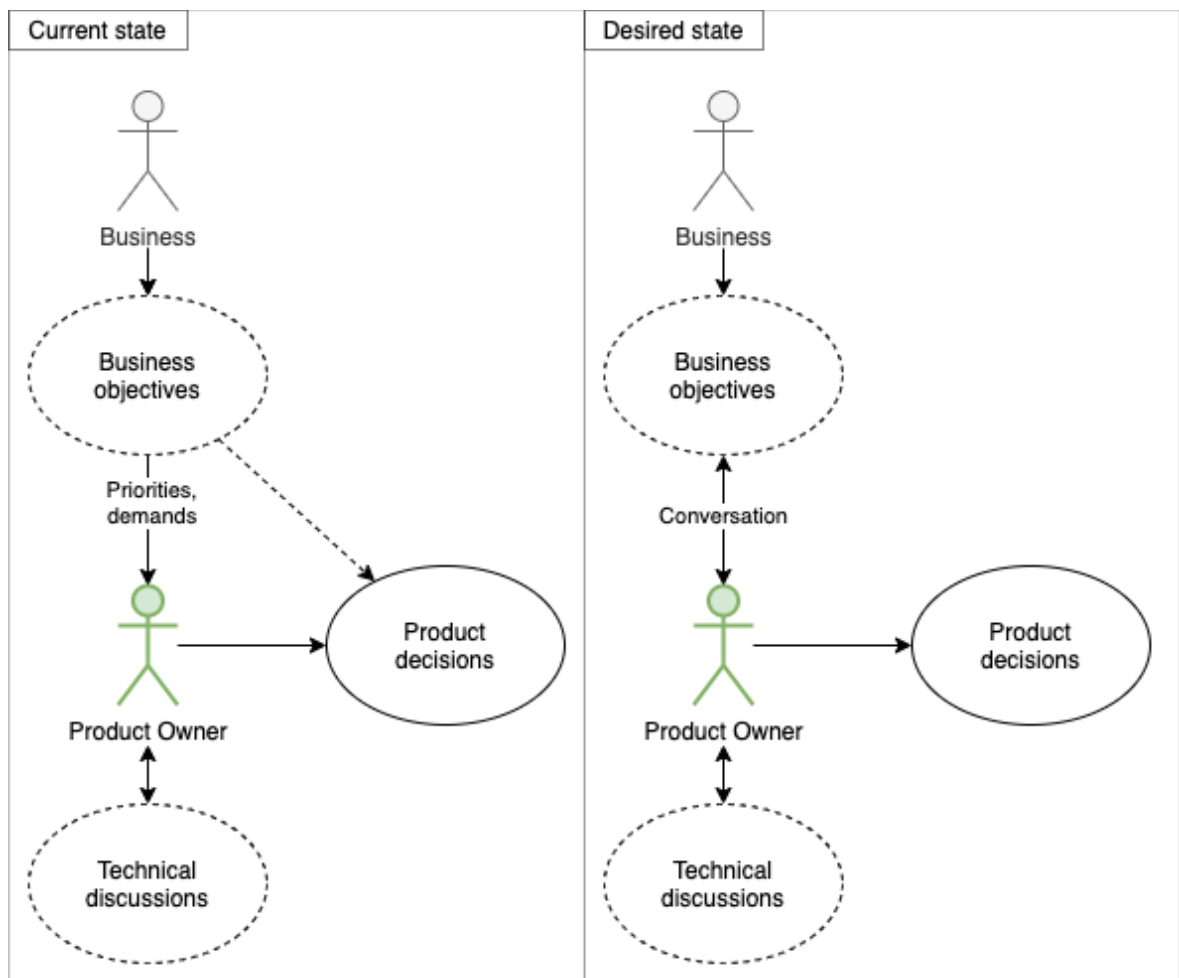 Current state
Business
Business
objectives
Priorities,
demands
Product
decisions
Product Owner
Technical
discussions
Desired state
Business
Business
objectives
Conversation
Product
decisions
Product Owner
Technical
discussions